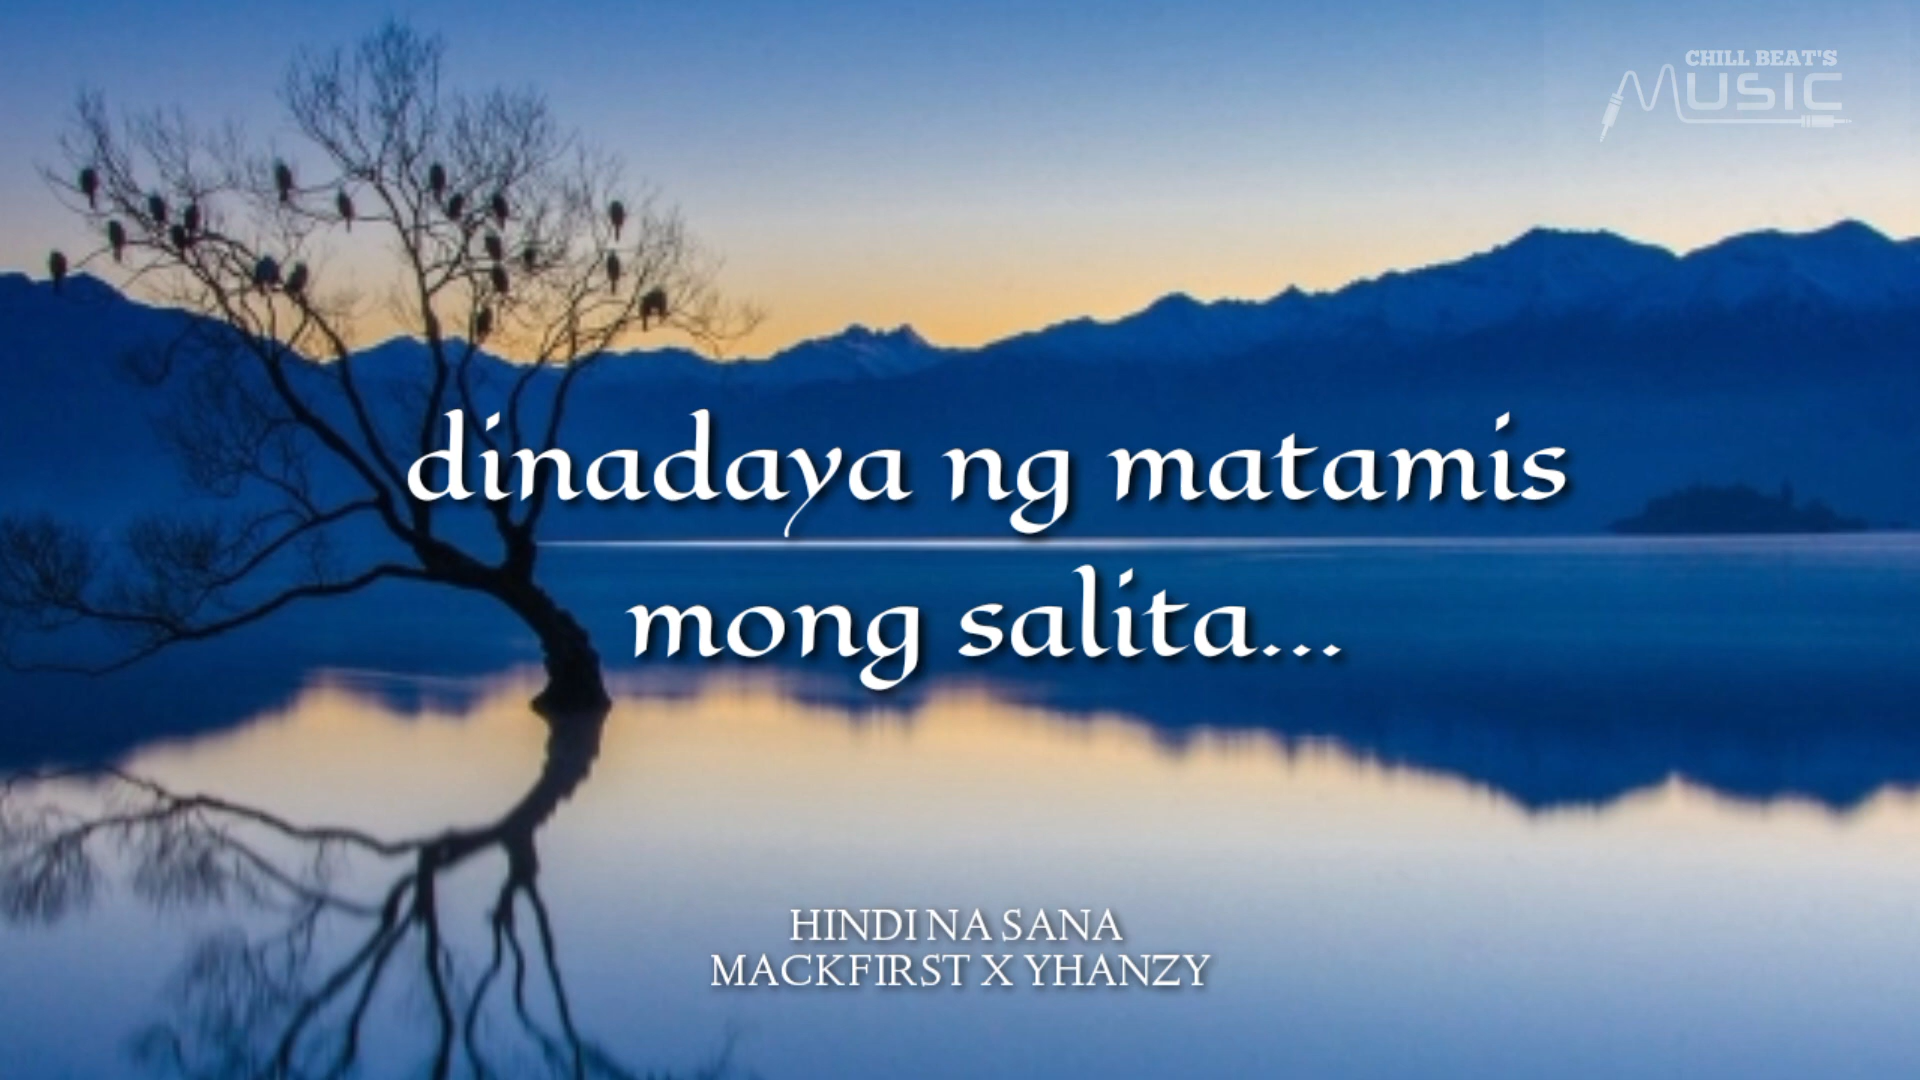 CHILL BEAT'S
MUSIC
dinadaya ng matamis
mong salita...
HINDI NA SANA
MACKFIRST X YHANZY